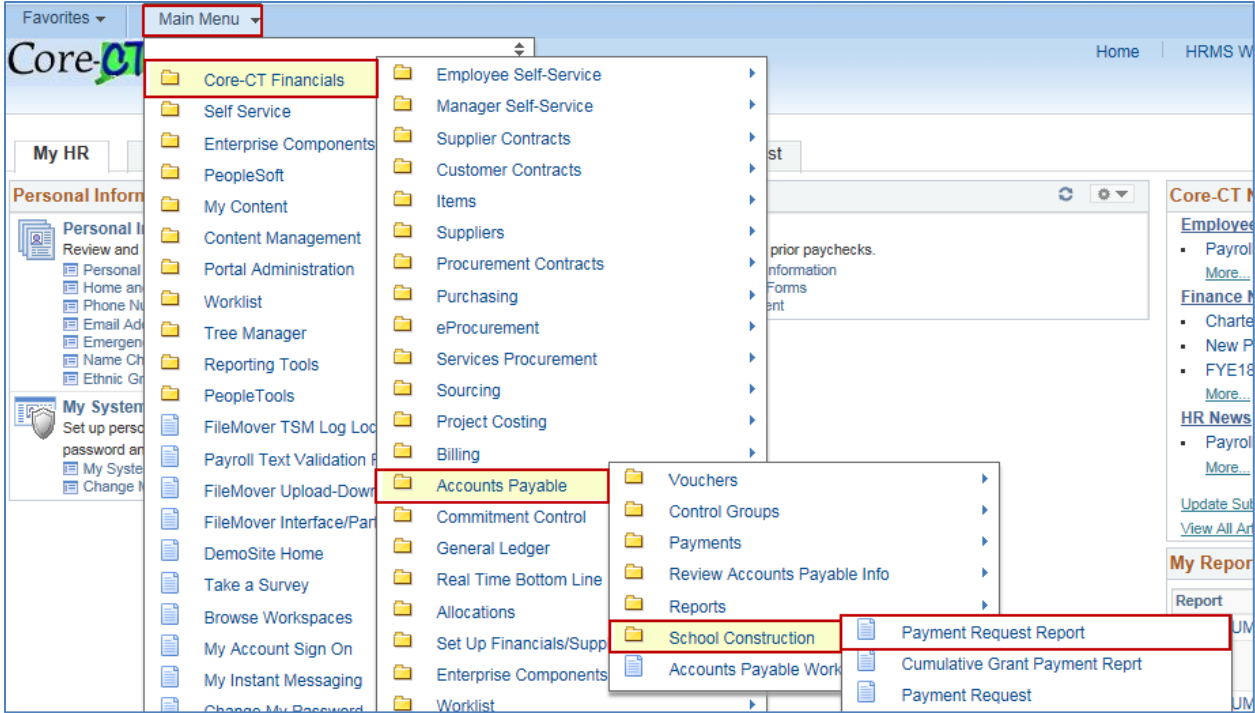 Favorites
Main Menu
Core-CT
Home
HRMS W
My HR
st
Core-CT Financials
Self Service
Enterprise Components
PeopleSoft
My Content
Content Management
Portal Administration
Worklist
Tree Manager
Reporting Tools
PeopleTools
FileMover TSM Log Loc
Payroll Text Validation F
FileMover Upload-Down
FileMover Interface/Part
DemoSite Home
Take a Survey
Browse Workspaces
My Account Sign On
My Instant Messaging
Change My Password
Employee Self-Service
Manager Self-Service
Supplier Contracts
Customer Contracts
Items
Suppliers
Procurement Contracts
Purchasing
eProcurement
Services Procurement
Sourcing
Project Costing
Billing
Accounts Payable
Commitment Control
General Ledger
Real Time Bottom Line
Allocations
Set Up Financials/Supp
Enterprise Components
Worklist
Vouchers
Control Groups
Payments
Review Accounts Payable Info
Reports
School Construction
Accounts Payable Work
Payment Request Report
Cumulative Grant Payment Reprt
Payment Request
Personal Inform
Personal I
Review and
Personal
Home an
Phone Nu
Email Add
Emergen
Name Ch
Ethnic Gr
My System
Set up perso
password an
My Syste
Change M
prior paychecks.
nformation
Forms
ent
Core-CT N
Employee
Payrol
More...
Finance N
Charte
New P
FYE18
More...
HR News
Payrol
More...
Update Sub
View All Art
My Repor
Report
UM
UM